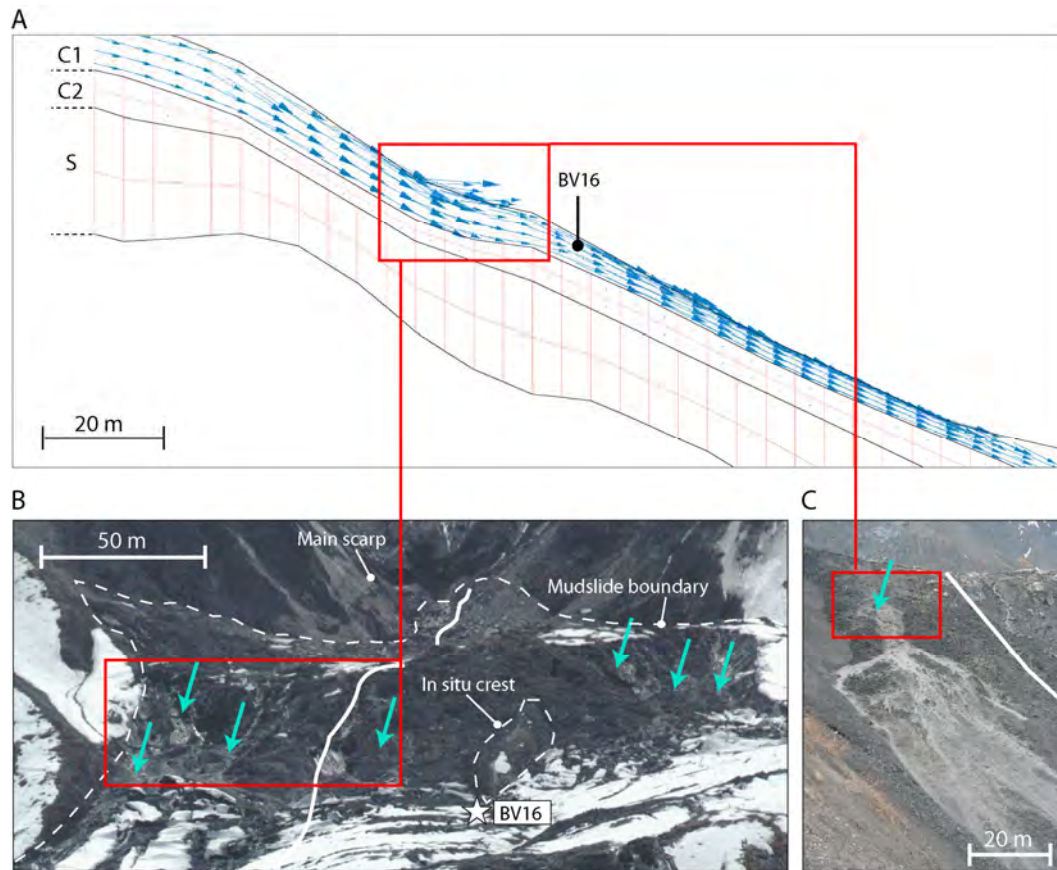 A
C1
C2
S
BV16
20 m
B
50 m
Main scarp
Mudslide boundary
In situ crest
BV16
C
20 m